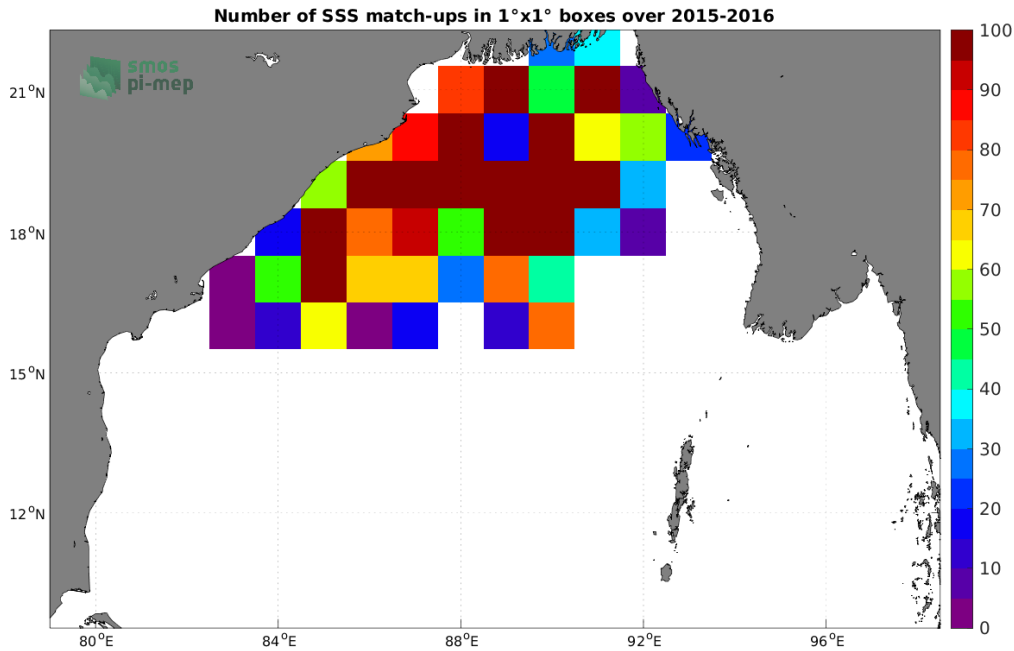 Number of SSS match-ups in 1°x1° boxes over 2015-2016
smos
pi-mep
21°N
18°N
15°N
12°N
80°E
84°E
88°E
92°E
96°E
100
90
80
70
60
50
40
30
20
10
0